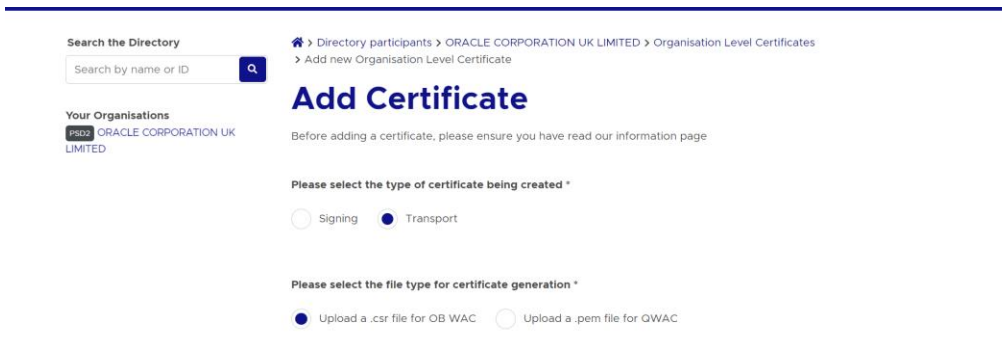 Search the Directory
Search by name or ID
Your Organisations
PSD2 ORACLE CORPORATION UK
LIMITED
> Directory participants > ORACLE CORPORATION UK LIMITED > Organisation Level Certificates
> Add new Organisation Level Certificate
Add Certificate
Before adding a certificate, please ensure you have read our information page
Please select the type of certificate being created *
Signing Transport
Please select the file type for certificate generation *
Upload a .csr file for OB WAC Upload a .pem file for QWAC